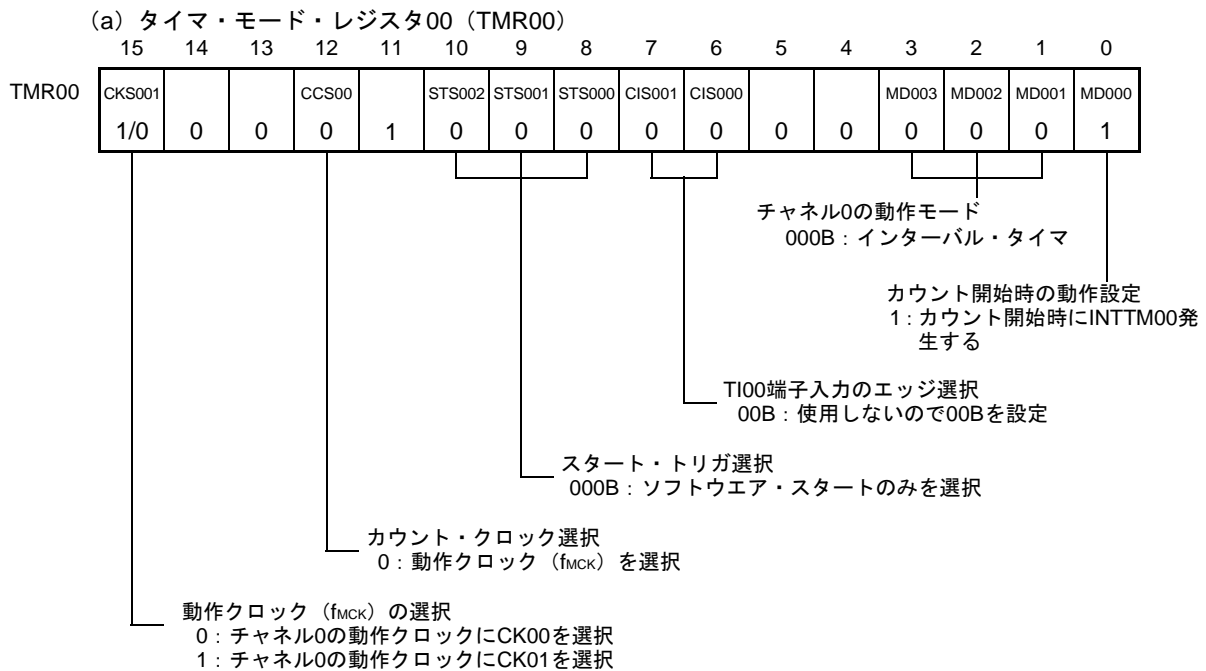 （a）タイマ・モード・レジスタ00（TMR00）
15 14 13 12 11 10 9 8 7 6 5 4 3 2 1 0
TMR00 CKS001 CCS00 STS002 STS001 STS000 CIS001 CIS000 MD003 MD002 MD001 MD000
1/0 0 0 0 1 0 0 0 0 0 0 0 0 0 0 1
チャネル0の動作モード
000B：インターバル・タイマ
カウント開始時の動作設定
1：カウント開始時にINTTM00発
生する
TI00端子入力のエッジ選択
00B：使用しないので00Bを設定
スタート・トリガ選択
000B：ソフトウエア・スタートのみを選択
カウント・クロック選択
0：動作クロック（fMCK）を選択
動作クロック（fMCK）の選択
0：チャネル0の動作クロックにCK00を選択
1：チャネル0の動作クロックにCK01を選択